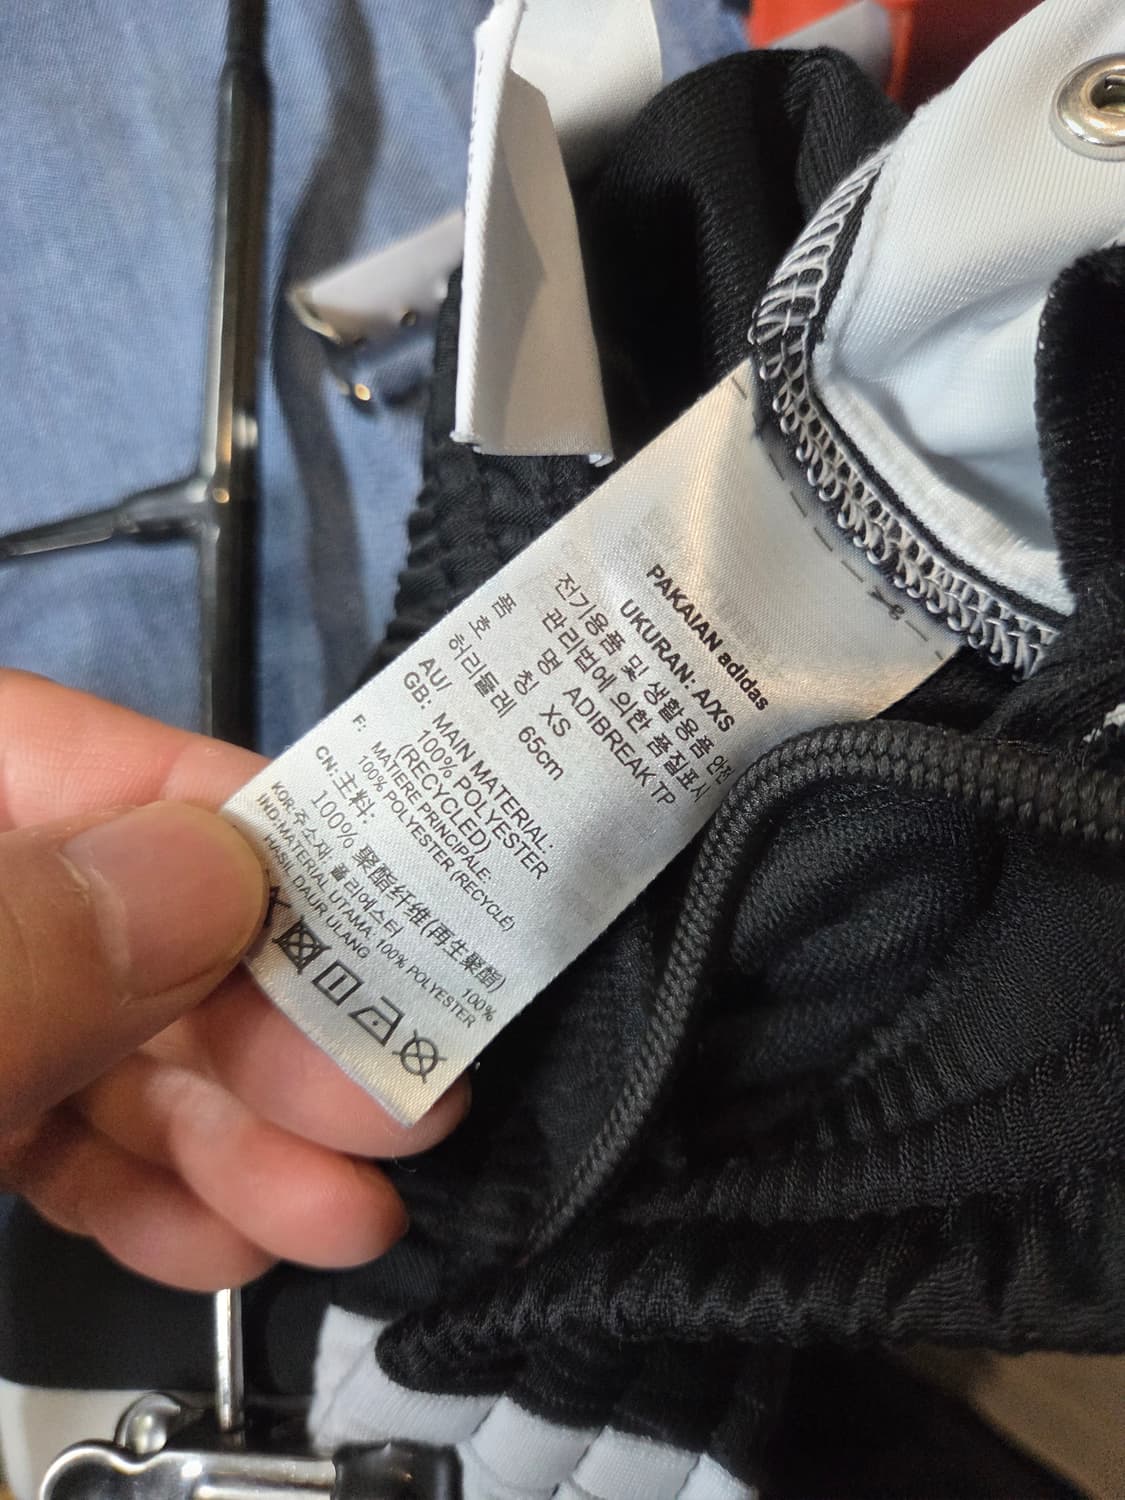 PAKAIAN adidas
UKURAN: A/XS
전기용품 및 생활용품 안전
관리법에 의한 품질표시
품 명 ADIBREAK TP
호 칭 XS
허리둘레 65cm
AU/
GB: MAIN MATERIAL:
100% POLYESTER
(RECYCLED)
F: MATIERE PRINCIPALE:
100% POLYESTER (RECYCLÉ)
CN: 主料:
100% 聚酯纤维(再生聚酯)
KOR:주소재, 폴리에스터 100%
IND:MATERIAL UTAMA,100% POLYESTER
HASIL DAUR ULANG